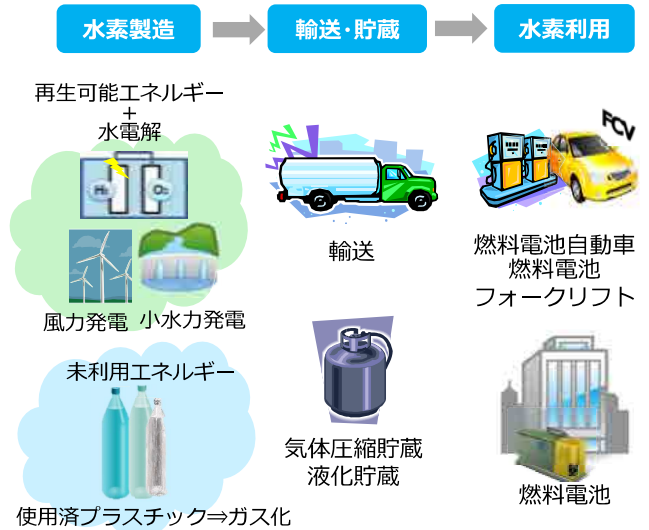 水素製造
輸送・貯蔵
水素利用
再生可能エネルギー
+
水電解
H₂
O₂
風力発電
小水力発電
未利用エネルギー
使用済プラスチック⇒ガス化
輸送
気体圧縮貯蔵
液化貯蔵
FCV
燃料電池自動車
燃料電池
フォークリフト
燃料電池